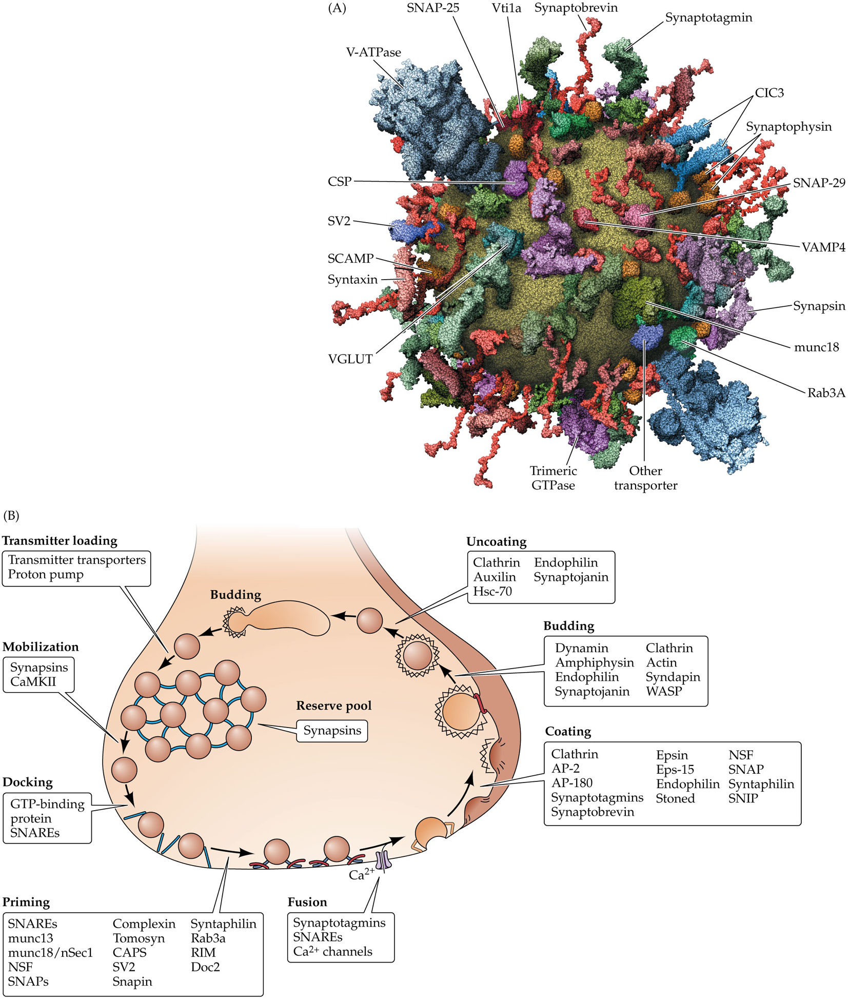 (A)
SNAP-25
Vti1a
Synaptobrevin
Synaptotagmin
V-ATPase
CIC3
Synaptophysin
CSP
SNAP-29
SV2
VAMP4
SCAMP
Syntaxin
Synapsin
VGLUT
munc18
Rab3A
Trimeric
GTPase
Other
transporter
(B)
Transmitter loading
Transmitter transporters
Proton pump
Uncoating
Clathrin Endophilin
Auxilin Synaptojanin
Hsc-70
Budding
Budding
Dynamin Clathrin
Amphiphysin Actin
Endophilin Syndapin
Synaptojanin WASP
Mobilization
Synapsins
CaMKII
Reserve pool
Synapsins
Coating
Clathrin Epsin NSF
AP-2 Eps-15 SNAP
AP-180 Endophilin Syntaphilin
Synaptotagmins Stoned SNIP
Synaptobrevin
Docking
GTP-binding
protein
SNAREs
Ca2+
Priming
SNAREs Complexin Syntaphilin
munc13 Tomosyn Rab3a
munc18/nSec1 CAPS RIM
NSF SV2 Doc2
SNAPs Snapin
Fusion
Synaptotagmins
SNAREs
Ca2+ channels